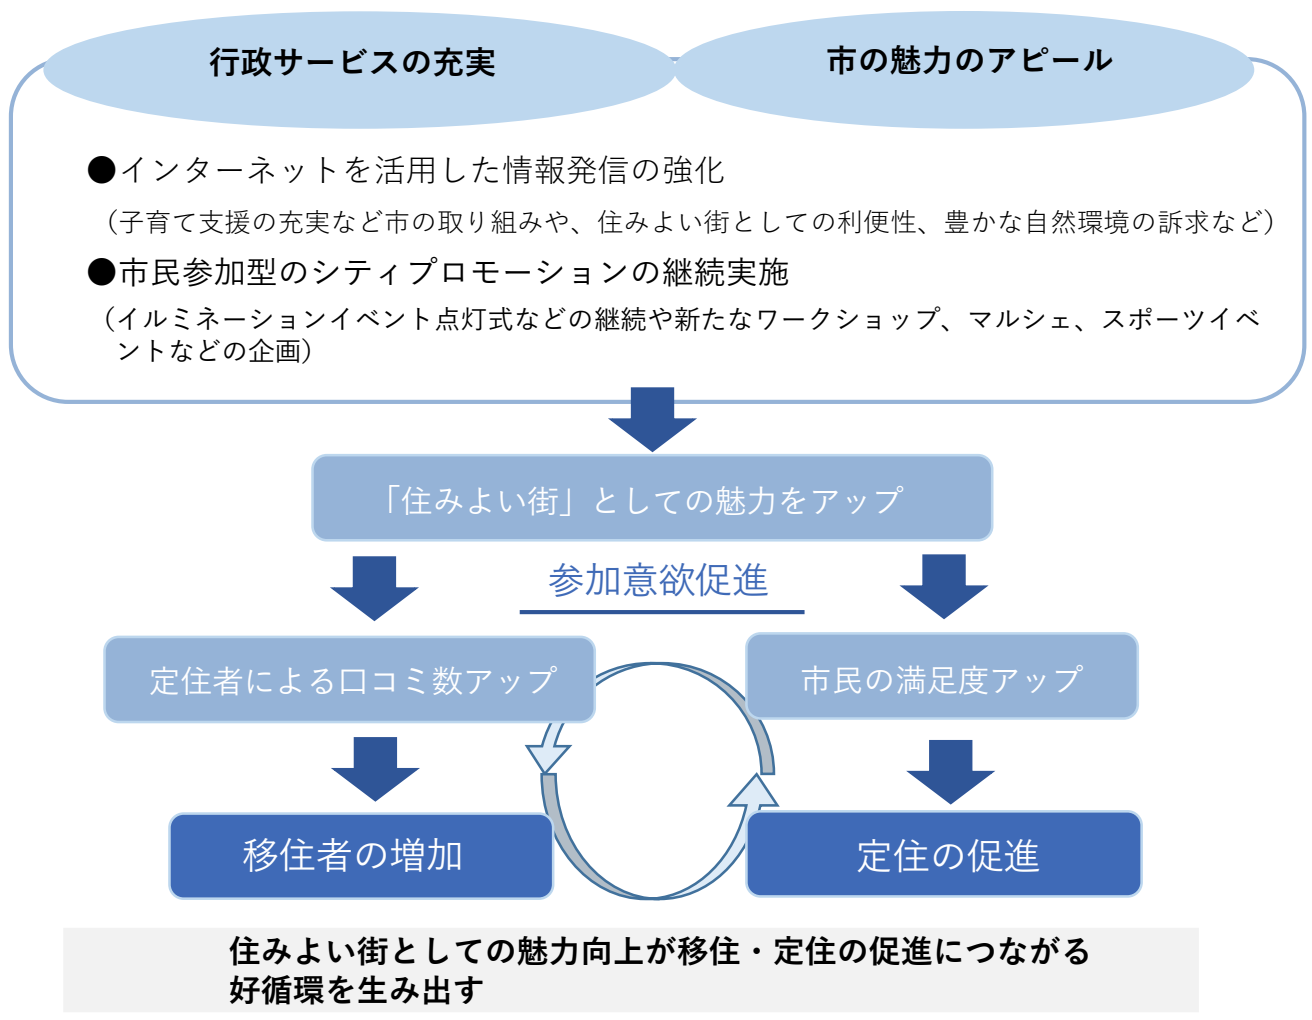 行政サービスの充実
市の魅力のアピール
●インターネットを活用した情報発信の強化
（子育て支援の充実など市の取り組みや、住みよい街としての利便性、豊かな自然環境の訴求など）
●市民参加型のシティプロモーションの継続実施
（イルミネーションイベント点灯式などの継続や新たなワークショップ、マルシェ、スポーツイベ
ントなどの企画）
「住みよい街」としての魅力をアップ
参加意欲促進
定住者による口コミ数アップ
市民の満足度アップ
移住者の増加
定住の促進
住みよい街としての魅力向上が移住・定住の促進につながる
好循環を生み出す